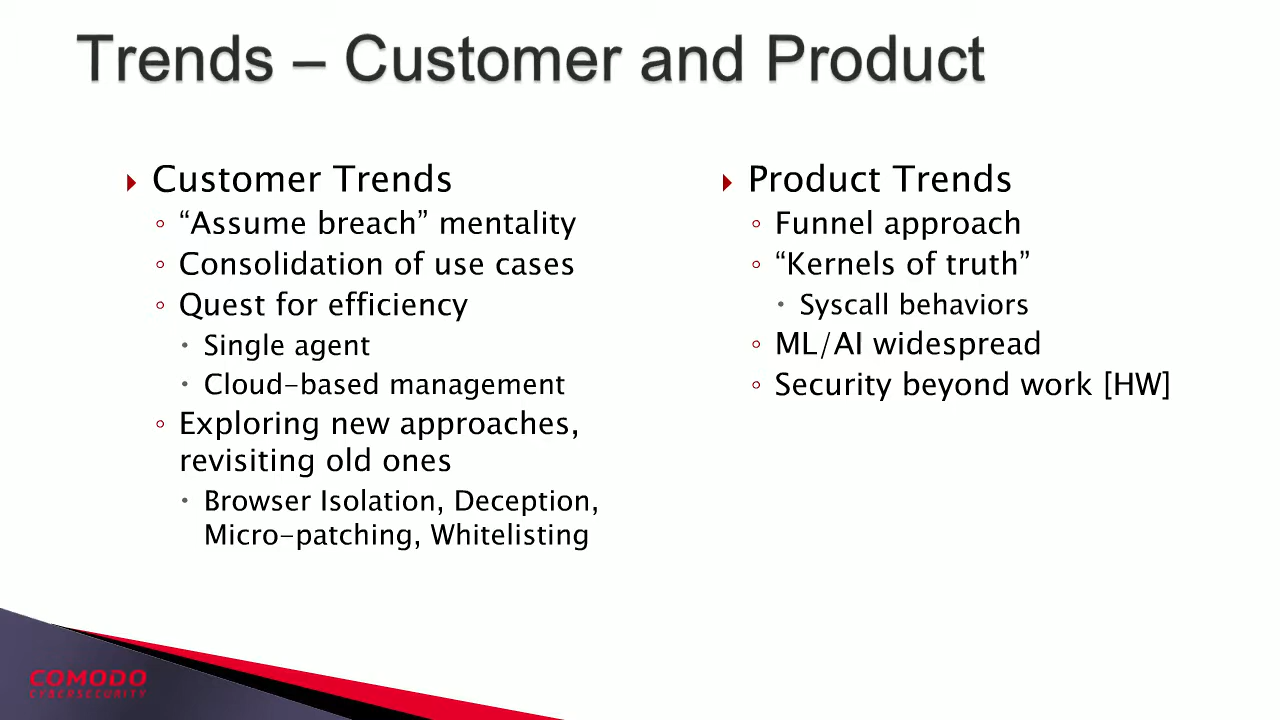 Trends – Customer and Product
Customer Trends
“Assume breach” mentality
Consolidation of use cases
Quest for efficiency
Single agent
Cloud-based management
Exploring new approaches,
revisiting old ones
Browser Isolation, Deception,
Micro-patching, Whitelisting
Product Trends
Funnel approach
“Kernels of truth”
Syscall behaviors
ML/AI widespread
Security beyond work [HW]
COMODO
CYBERSECURITY